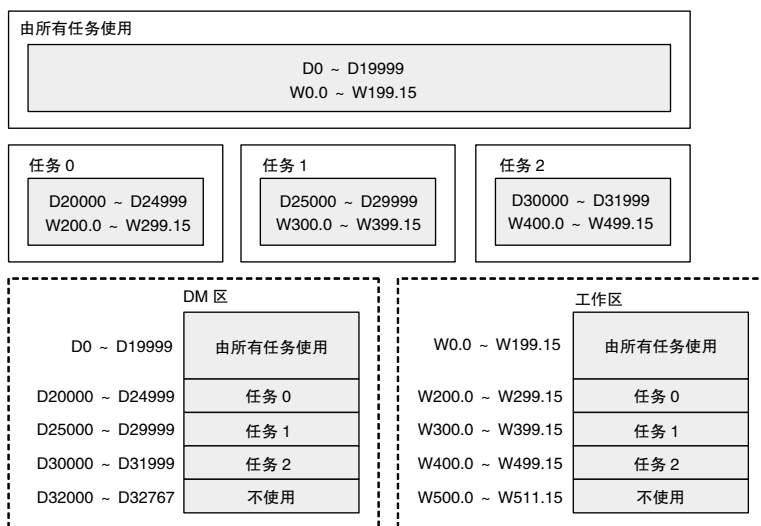 由所有任务使用
D0 ~ D19999
W0.0 ~ W199.15
任务 0
D20000 ~ D24999
W200.0 ~ W299.15
任务 1
D25000 ~ D29999
W300.0 ~ W399.15
任务 2
D30000 ~ D31999
W400.0 ~ W499.15
DM 区
D0 ~ D19999 由所有任务使用
D20000 ~ D24999 任务 0
D25000 ~ D29999 任务 1
D30000 ~ D31999 任务 2
D32000 ~ D32767 不使用
工作区
W0.0 ~ W199.15 由所有任务使用
W200.0 ~ W299.15 任务 0
W300.0 ~ W399.15 任务 1
W400.0 ~ W499.15 任务 2
W500.0 ~ W511.15 不使用